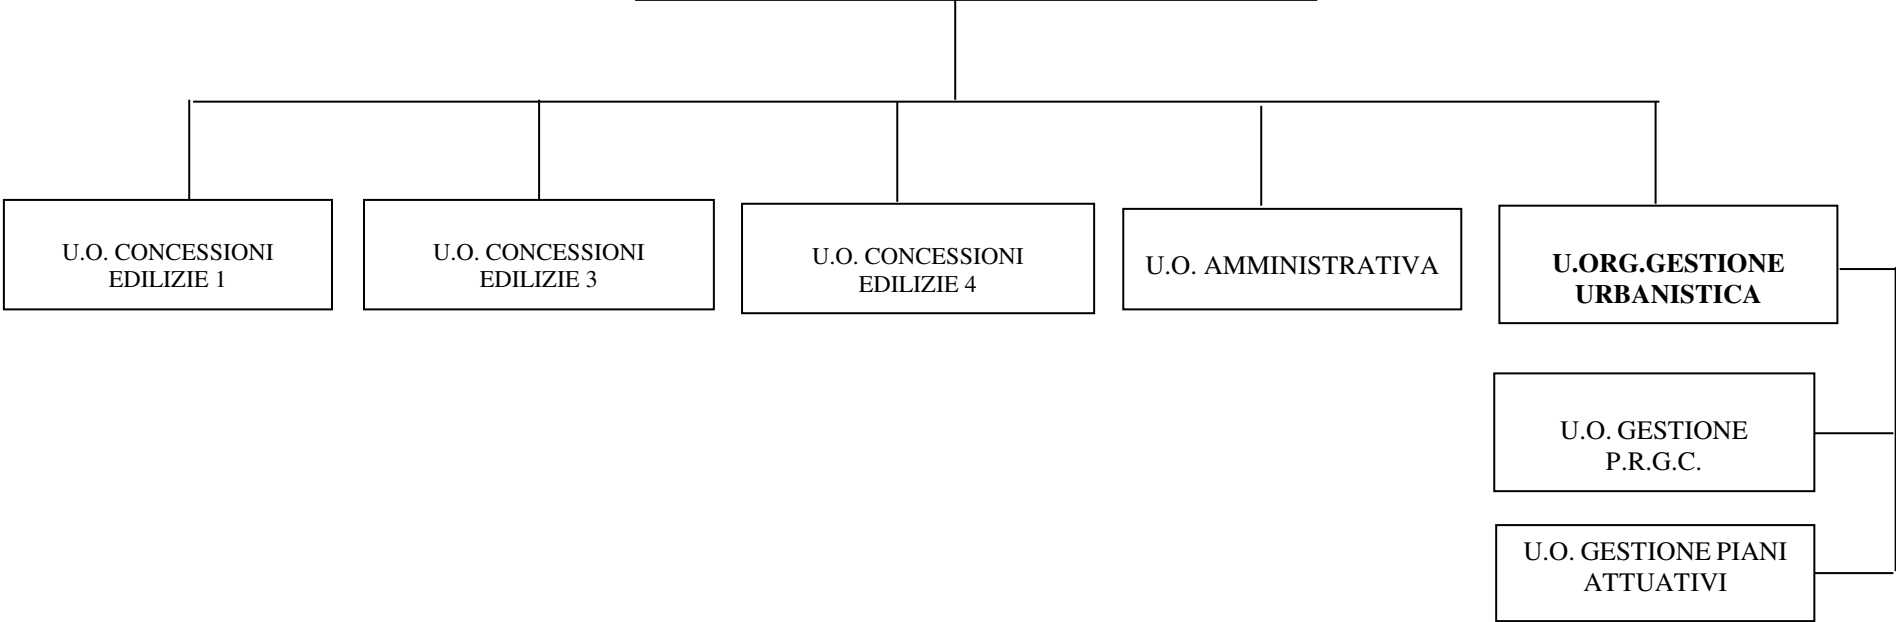 U.O. CONCESSIONI
EDILIZIE 1
U.O. CONCESSIONI
EDILIZIE 3
U.O. CONCESSIONI
EDILIZIE 4
U.O. AMMINISTRATIVA
U.ORG.GESTIONE
URBANISTICA
U.O. GESTIONE
P.R.G.C.
U.O. GESTIONE PIANI
ATTUATIVI